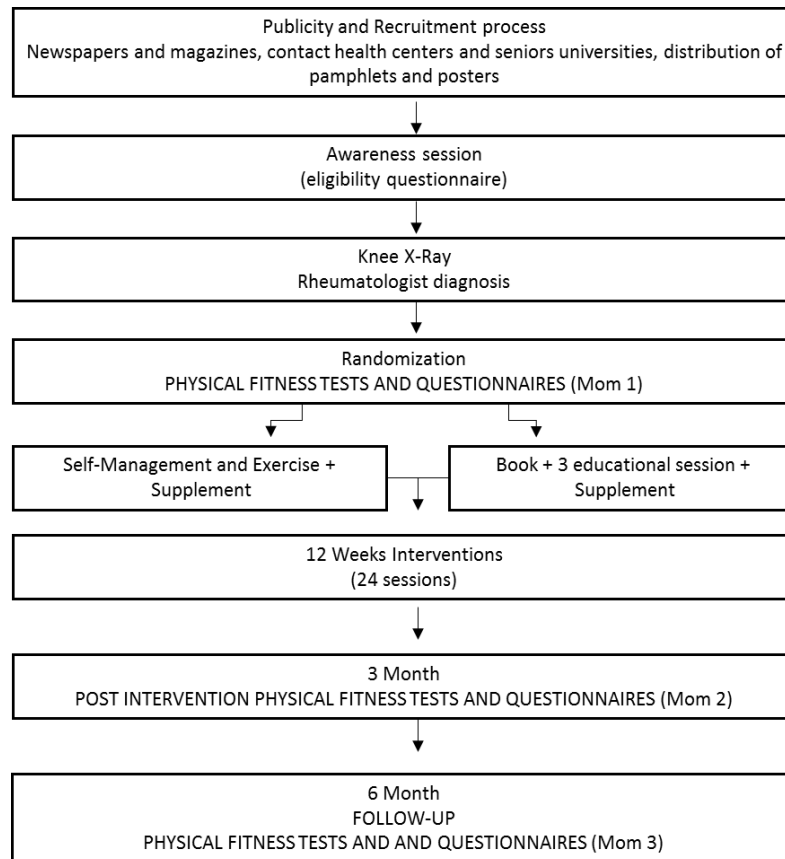 Publicity and Recruitment process
Newspapers and magazines, contact health centers and seniors universities, distribution of
pamphlets and posters
Awareness session
(eligibility questionnaire)
Knee X-Ray
Rheumatologist diagnosis
Randomization
PHYSICAL FITNESS TESTS AND QUESTIONNAIRES (Mom 1)
Self-Management and Exercise +
Supplement
Book + 3 educational session +
Supplement
12 Weeks Interventions
(24 sessions)
3 Month
POST INTERVENTION PHYSICAL FITNESS TESTS AND QUESTIONNAIRES (Mom 2)
6 Month
FOLLOW-UP
PHYSICAL FITNESS TESTS AND AND QUESTIONNAIRES (Mom 3)